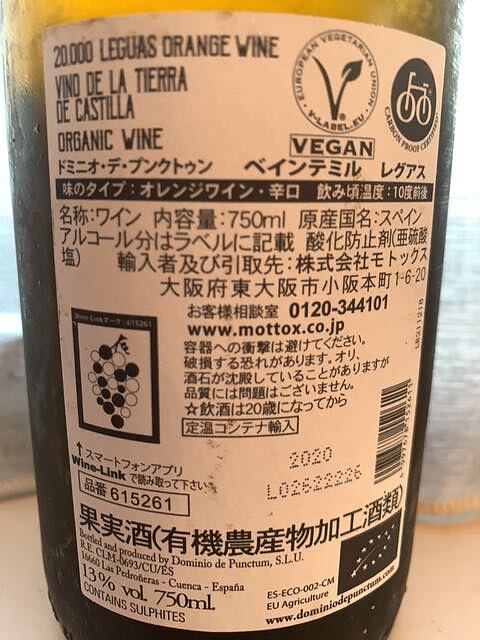 20.000 LEGUAS ORANGE WINE
VINO DE LA TIERRA
DE CASTILLA
ORGANIC WINE
EUROPEAN VEGETARIAN UNION
V-LABEL.EU
VEGAN
CARBON PROOF CERTIFIED
ドミニオ・デ・プンクトゥン ベインテミル レグアス
味のタイプ:オレンジワイン・辛口 飲み頃温度:10度前後
名称:ワイン 内容量:750ml 原産国名:スペイン
アルコール分はラベルに記載 酸化防止剤(亜硫酸
塩) 輸入者及び引取先:株式会社モトックス
大阪府東大阪市小阪本町1-6-20
お客様相談室 0120-344101
www.mottox.co.jp
容器への衝撃は避けてください。
破損する恐れがあります。オリ、
酒石が沈殿していることがありますが
品質には問題はございません。
☆飲酒は20歳になってから
定温コンテナ輸入
Wine-Linkマーク:615261
↑スマートフォンアプリ
Wine-Linkで読み取って下さい
品番 615261
LR211218
2020
果実酒(有機農産物加工酒類)
Bottled and produced by Dominio de Punctum, S.L.U.
R.E. CLM-0693/CU/ES
16660 Las Pedroñeras - Cuenca - España
13% vol. 750ml.
CONTAINS SULPHITES
ES-ECO-002-CM
EU Agriculture
www.dominiodepunctum.com